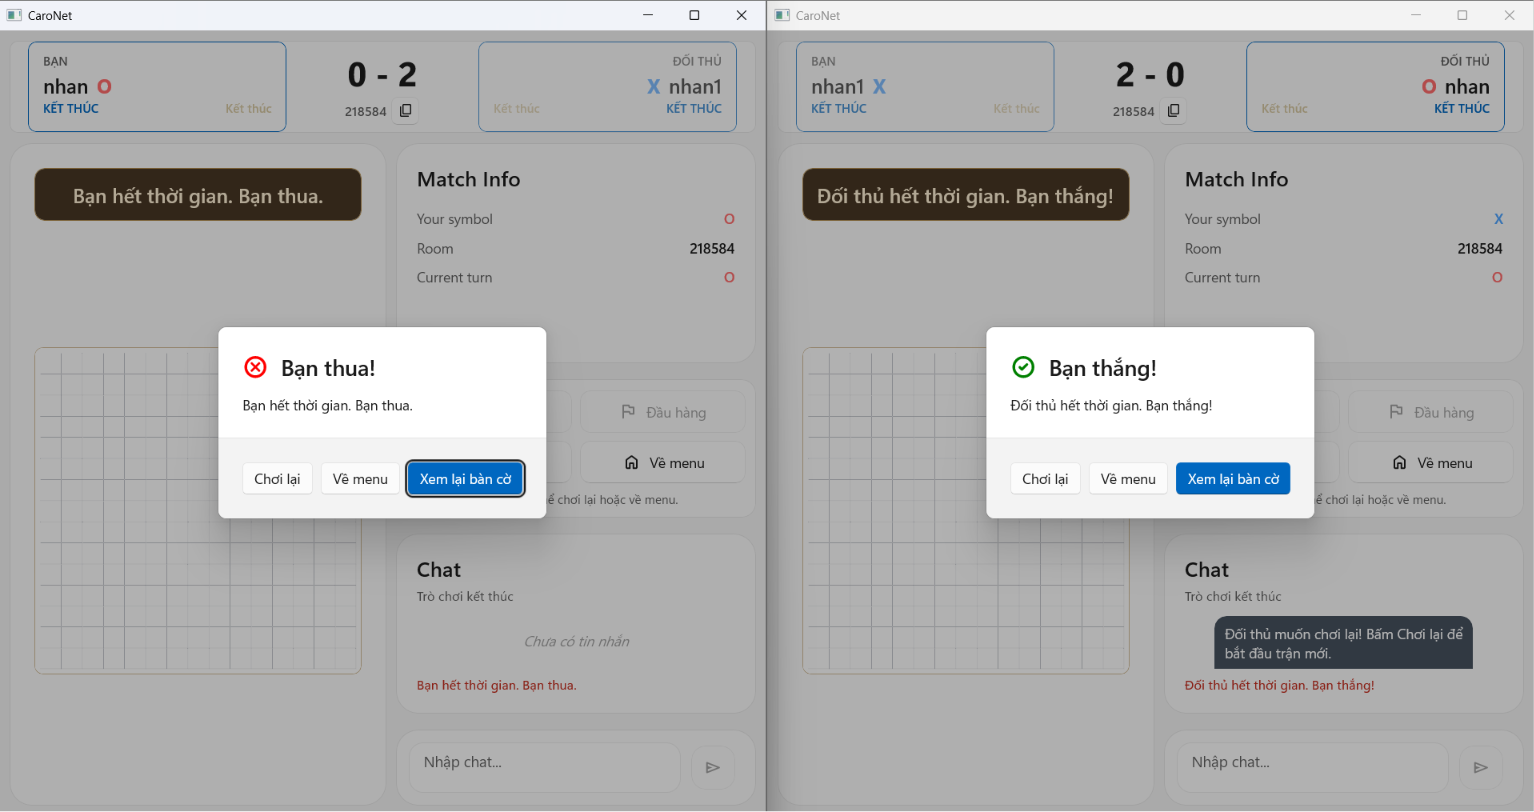 CaroNet
BẠN
nhan O
KẾT THÚC Kết thúc
0 - 2
218584
ĐỐI THỦ
X nhan1
Kết thúc KẾT THÚC
Bạn hết thời gian. Bạn thua.
Match Info
Your symbol O
Room 218584
Current turn O
Bạn thua!
Bạn hết thời gian. Bạn thua.
Chơi lại Về menu Xem lại bàn cờ
Đầu hàng
Về menu
chơi lại hoặc về menu.
Chat
Trò chơi kết thúc
Chưa có tin nhắn
Bạn hết thời gian. Bạn thua.
Nhập chat...
CaroNet
BẠN
nhan1 X
KẾT THÚC Kết thúc
2 - 0
218584
ĐỐI THỦ
O nhan
Kết thúc KẾT THÚC
Đối thủ hết thời gian. Bạn thắng!
Match Info
Your symbol X
Room 218584
Current turn O
Bạn thắng!
Đối thủ hết thời gian. Bạn thắng!
Chơi lại Về menu Xem lại bàn cờ
Đầu hàng
Về menu
chơi lại hoặc về menu.
Chat
Trò chơi kết thúc
Đối thủ muốn chơi lại! Bấm Chơi lại để
bắt đầu trận mới.
Đối thủ hết thời gian. Bạn thắng!
Nhập chat...